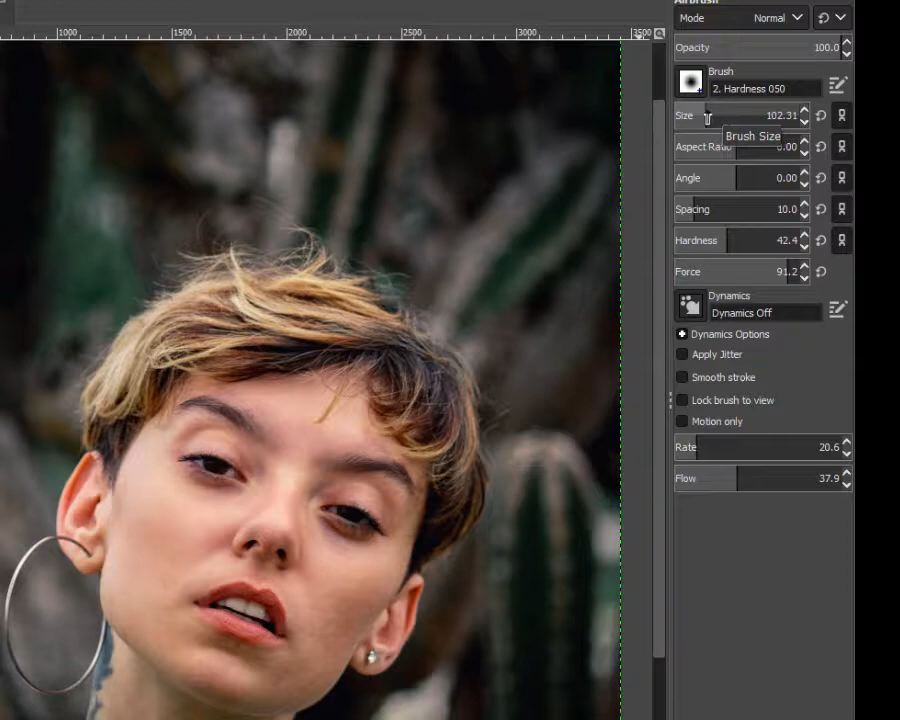 Airbrush
Mode Normal
1000 1500 2000 2500 3000 3500
Opacity 100.0
Brush
2. Hardness 050
Size 102.31
Brush Size
Aspect Ratio 0.00
Angle 0.00
Spacing 10.0
Hardness 42.4
Force 91.2
Dynamics
Dynamics Off
Dynamics Options
Apply Jitter
Smooth stroke
Lock brush to view
Motion only
Rate 20.6
Flow 37.9